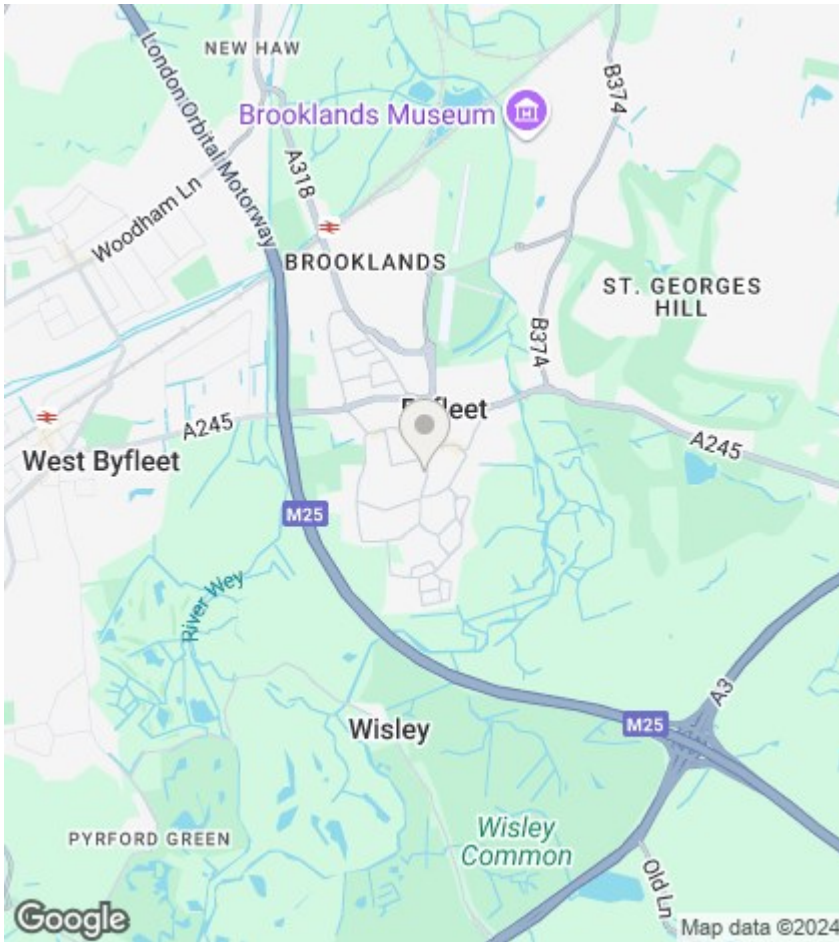 NEW HAW
B374
London Orbital Motorway
Brooklands Museum
A318
Woodham Ln
BROOKLANDS
ST. GEORGES
HILL
B374
A245
West Byfleet
A245
M25
River Wey
A3
Wisley
M25
PYRFORD GREEN
Wisley
Common
Old Ln
Google
Map data ©2024